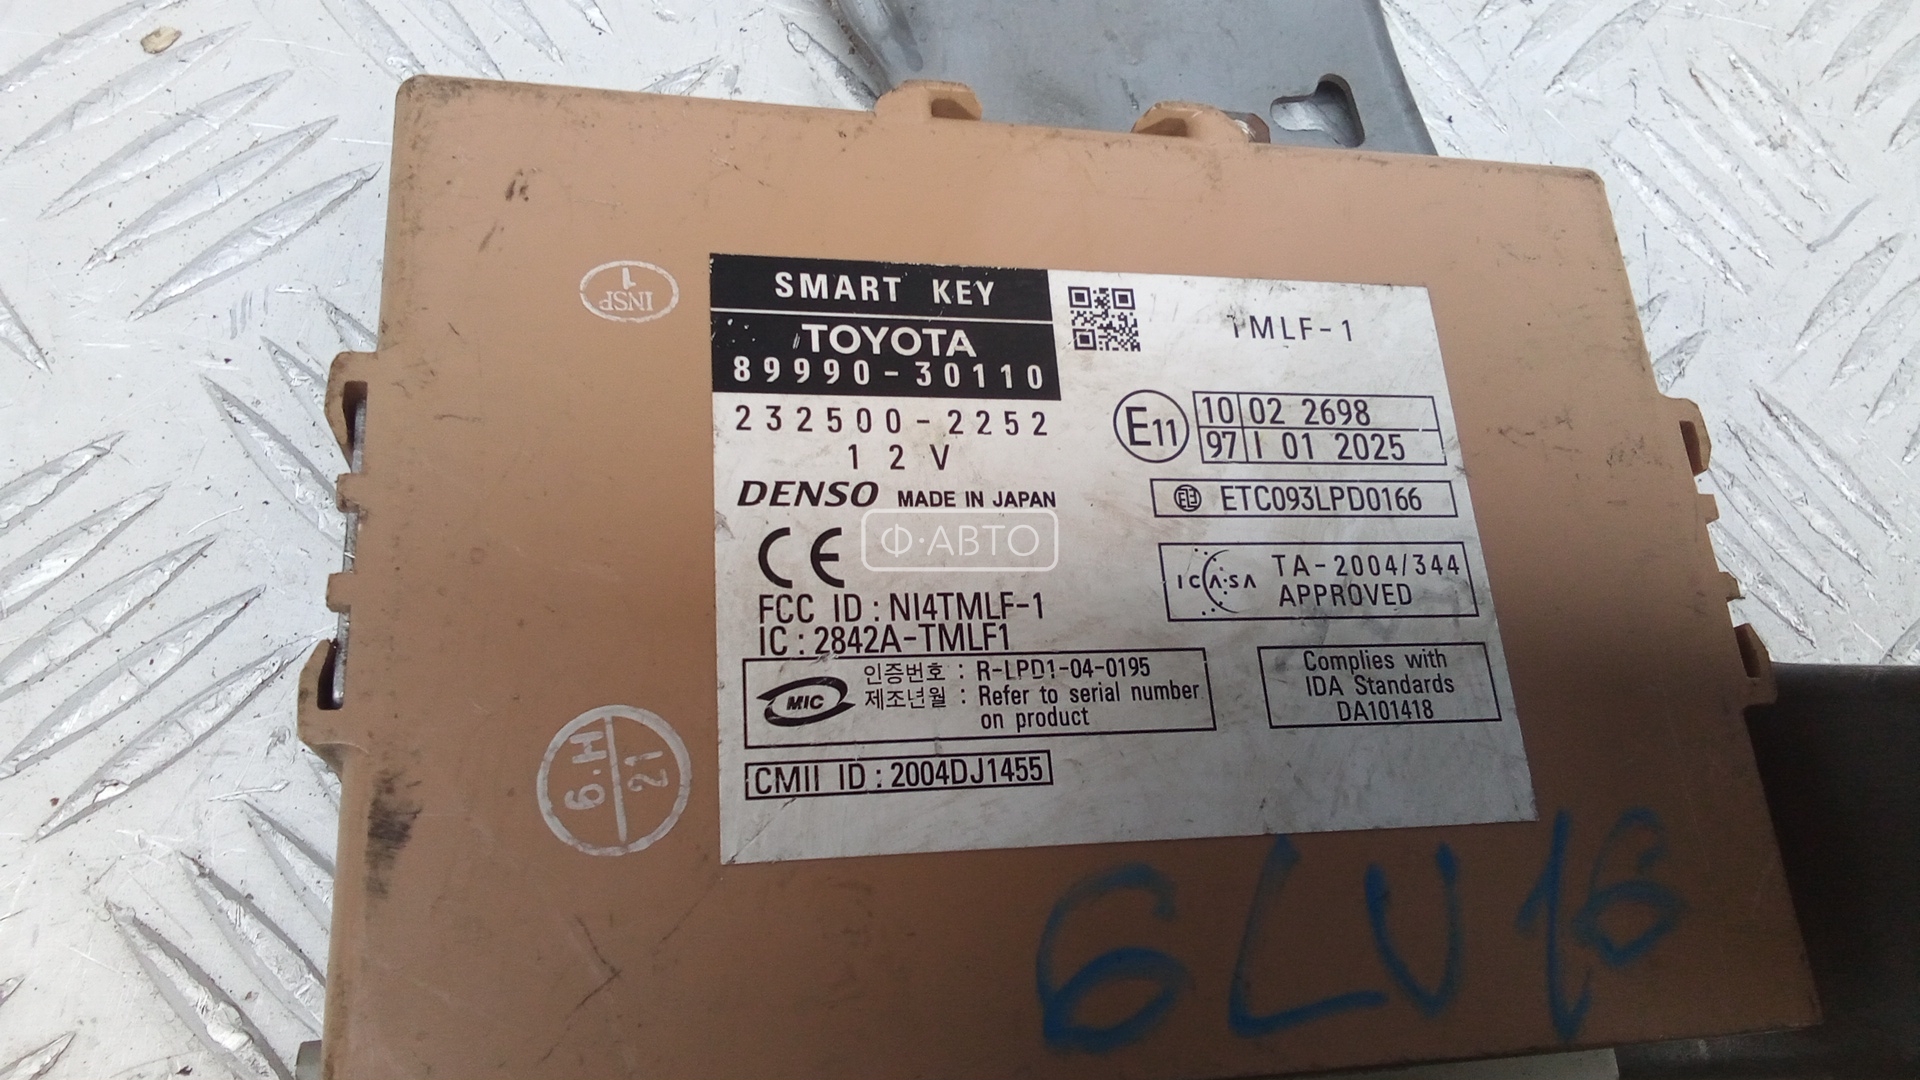 INSP
1
SMART KEY
TOYOTA
89990-30110
232500-2252
12V
DENSO MADE IN JAPAN
CE
FCC ID : NI4TMLF-1
IC : 2842A-TMLF1
MIC
인증번호 : R-LPD1-04-0195
제조년월 : Refer to serial number
on product
CMII ID : 2004DJ1455
TMLF-1
E11
10 02 2698
97 I 01 2025
ETC093LPD0166
ICASA
TA-2004/344
APPROVED
Complies with
IDA Standards
DA101418
Ф·АВТО
6.H
21
GLV16